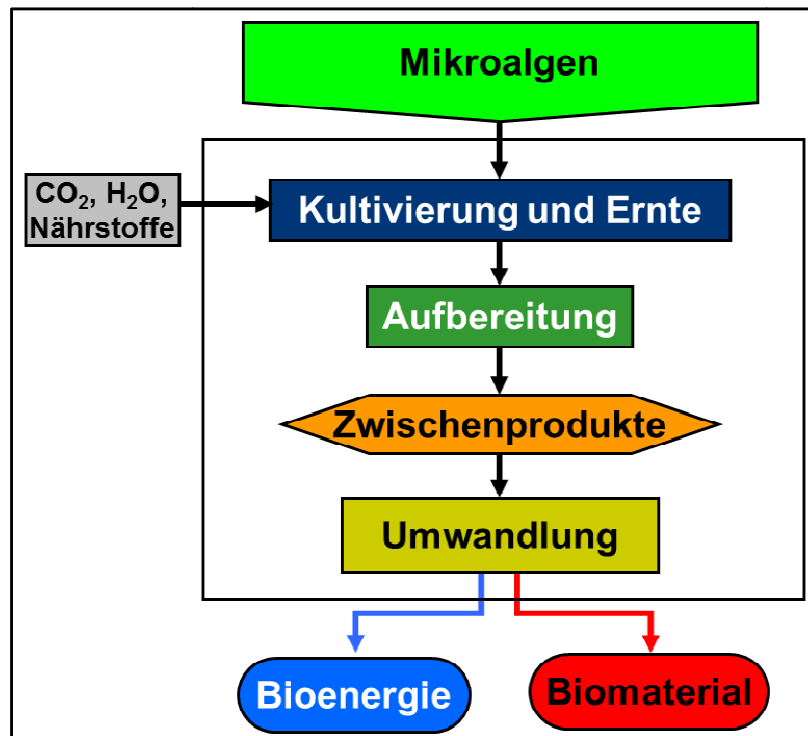 Mikroalgen
CO₂, H₂O,
Nährstoffe
Kultivierung und Ernte
Aufbereitung
Zwischenprodukte
Umwandlung
Bioenergie
Biomaterial